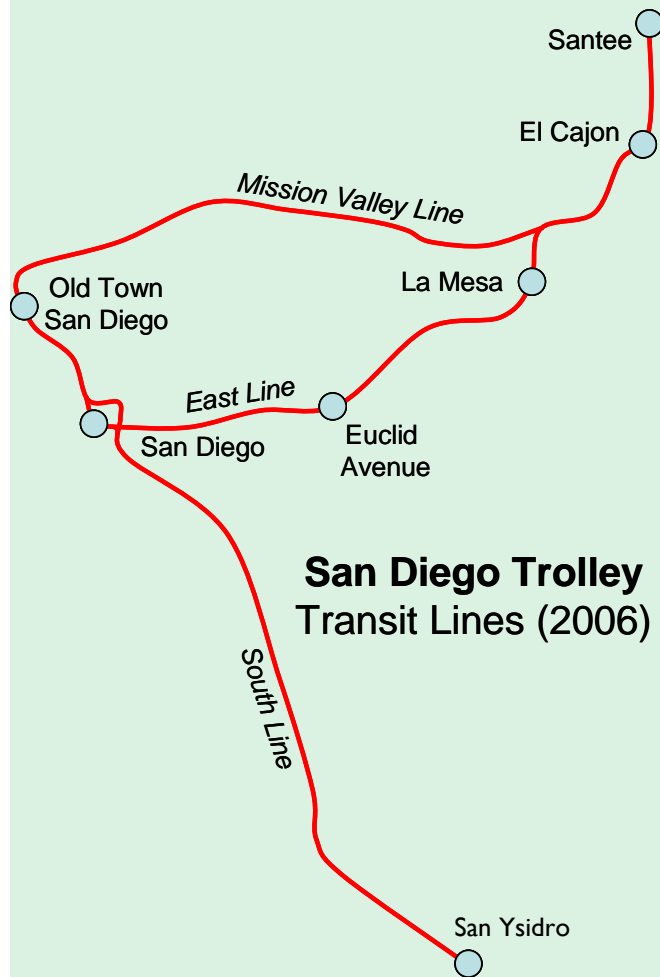 Santee
El Cajon
Mission Valley Line
La Mesa
Old Town
San Diego
East Line
San Diego
Euclid
Avenue
San Diego Trolley
Transit Lines (2006)
South Line
San Ysidro